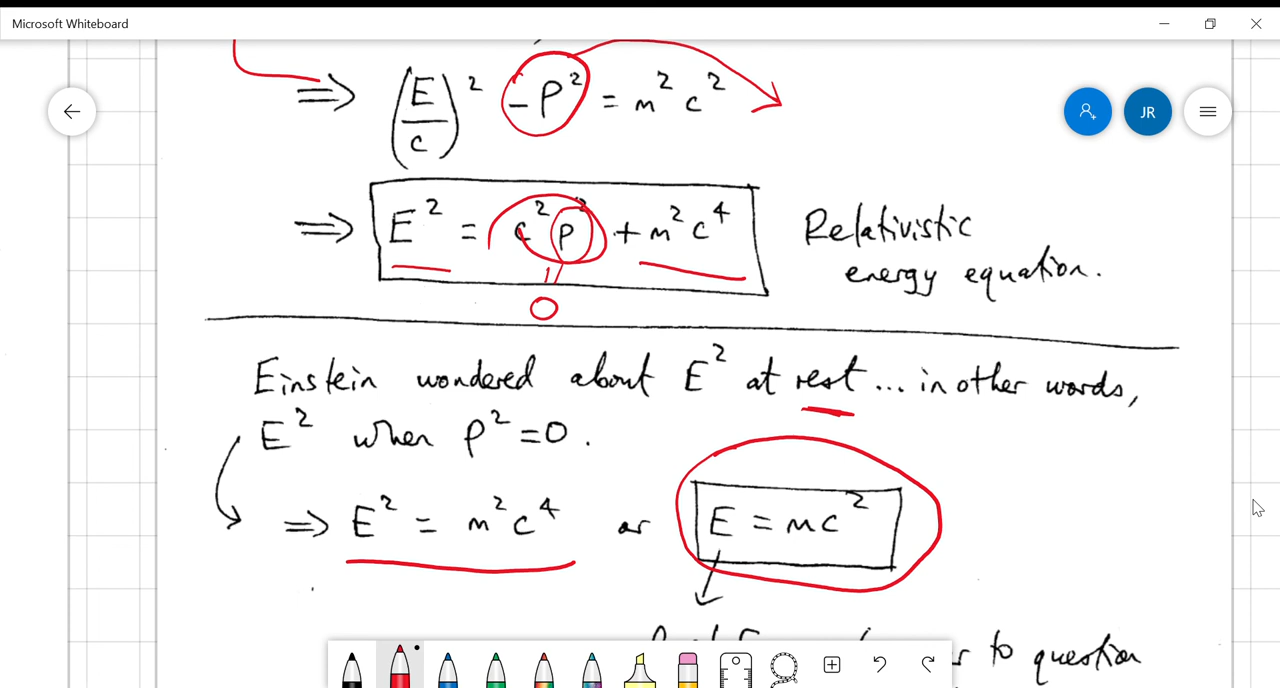 Microsoft Whiteboard
⇒ (E/c)² - P² = m²c²
JR
⇒ E² = c²p² + m²c⁴ Relativistic
energy equation.
0
Einstein wondered about E² at rest ... in other words,
E² when P² = 0.
⇒ E² = m²c⁴ or E = mc²
to question